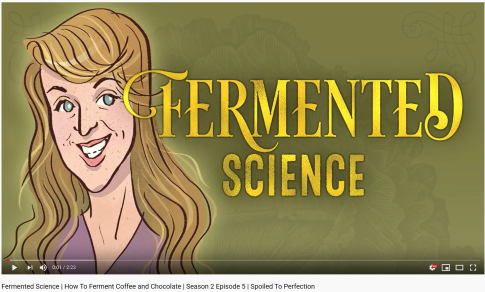 FERMENTED
SCIENCE
0:01 / 2:23
Fermented Science | How To Ferment Coffee and Chocolate | Season 2 Episode 5 | Spoiled To Perfection